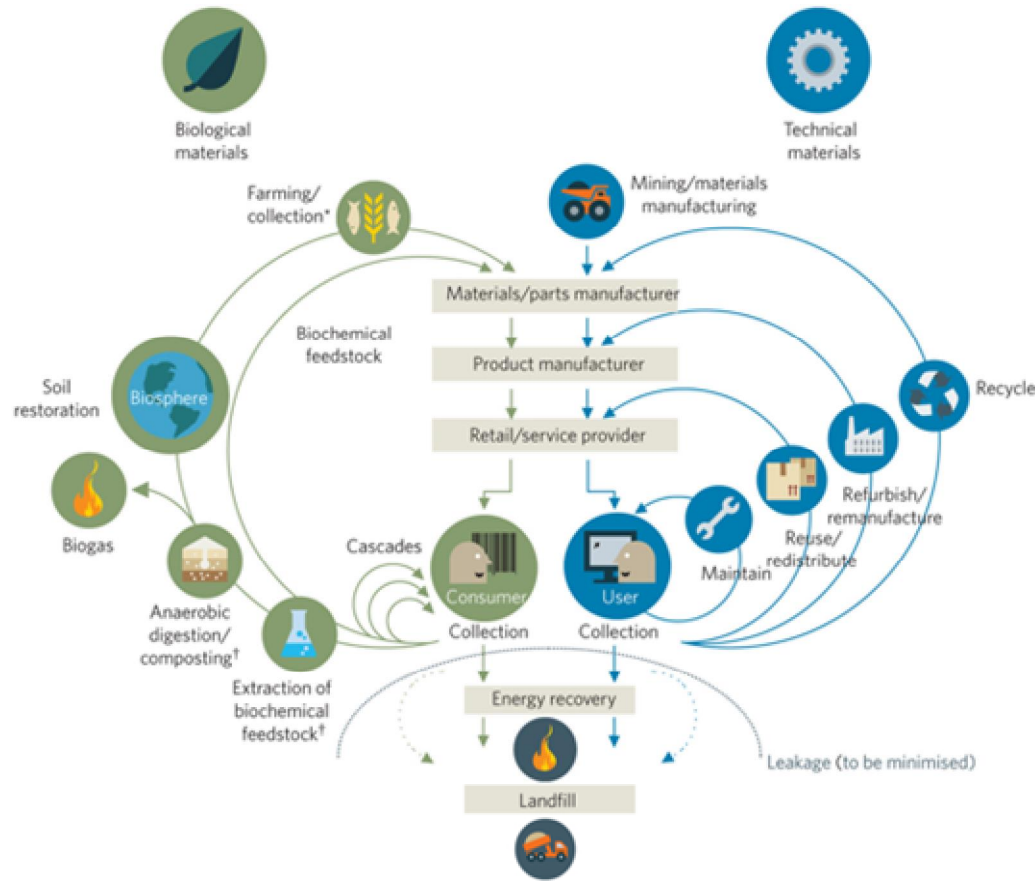 Biological
materials
Technical
materials
Farming/
collection*
Mining/materials
manufacturing
Materials/parts manufacturer
Biochemical
feedstock
Product manufacturer
Soil
restoration
Biosphere
Recycle
Retail/service provider
Refurbish/
remanufacture
Biogas
Reuse/
redistribute
Cascades
Maintain
Consumer
User
Anaerobic
digestion/
composting†
Collection
Collection
Extraction of
biochemical
feedstock†
Energy recovery
Leakage (to be minimised)
Landfill